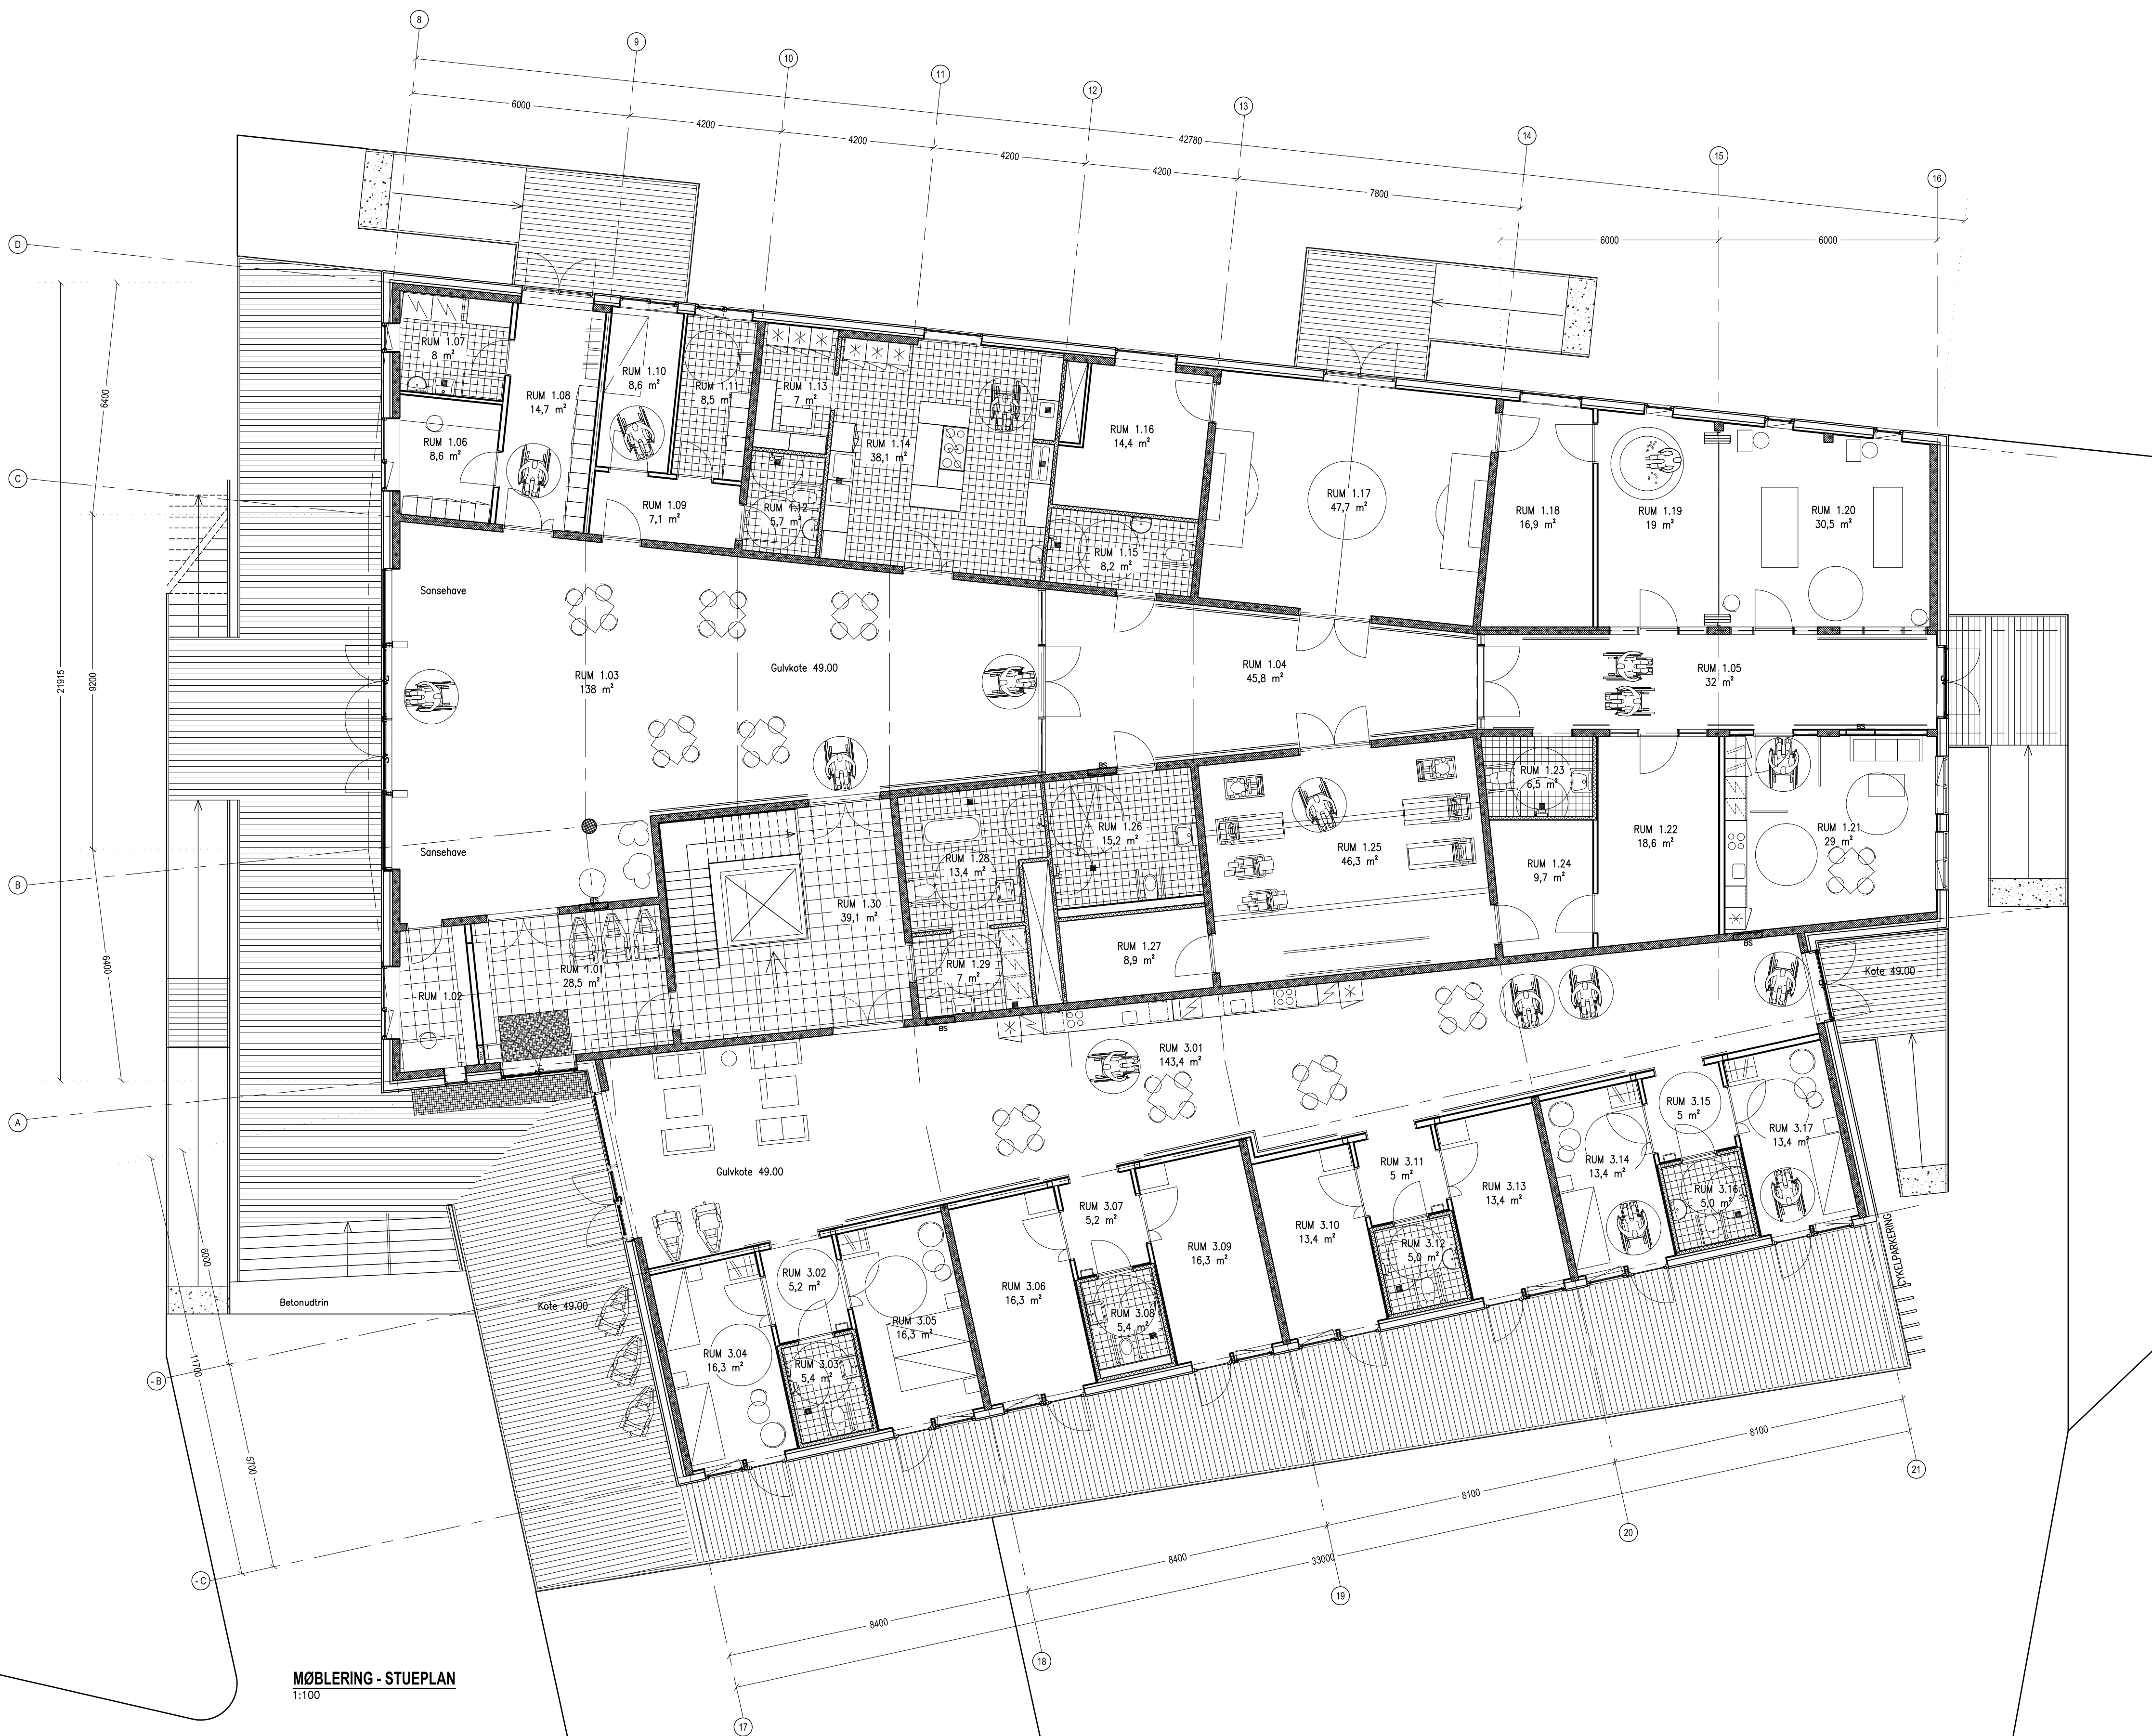 8
9
10
11
12
13
14
15
16
6000
4200
4200
4200
4200
42780
7800
6000
6000
D
C
B
A
-B
-C
21915
6400
9200
6400
11700
6000
5700
RUM 1.07
8 m²
RUM 1.08
14,7 m²
RUM 1.10
8,6 m²
RUM 1.11
8,5 m²
RUM 1.13
7 m²
RUM 1.14
38,1 m²
RUM 1.16
14,4 m²
RUM 1.06
8,6 m²
RUM 1.09
7,1 m²
RUM 1.12
5,7 m²
RUM 1.15
8,2 m²
RUM 1.17
47,7 m²
RUM 1.18
16,9 m²
RUM 1.19
19 m²
RUM 1.20
30,5 m²
Sansehave
RUM 1.03
138 m²
Gulvkote 49.00
RUM 1.04
45,8 m²
RUM 1.05
32 m²
BS
BS
RUM 1.23
6,5 m²
RUM 1.22
18,6 m²
RUM 1.21
29 m²
Sansehave
RUM 1.28
13,4 m²
RUM 1.26
15,2 m²
RUM 1.25
46,3 m²
RUM 1.24
9,7 m²
BS
RUM 1.30
39,1 m²
RUM 1.27
8,9 m²
RUM 1.29
7 m²
BS
BS
RUM 1.01
28,5 m²
RUM 1.02
Kote 49.00
RUM 3.01
143,4 m²
Gulvkote 49.00
RUM 3.15
5 m²
RUM 3.17
13,4 m²
RUM 3.14
13,4 m²
RUM 3.16
5,0 m²
RUM 3.11
5 m²
RUM 3.13
13,4 m²
RUM 3.10
13,4 m²
RUM 3.12
5,0 m²
RUM 3.07
5,2 m²
RUM 3.09
16,3 m²
RUM 3.06
16,3 m²
RUM 3.08
5,4 m²
RUM 3.02
5,2 m²
RUM 3.05
16,3 m²
RUM 3.04
16,3 m²
RUM 3.03
5,4 m²
CYKELPARKERING
Betonudtrin
Kote 49.00
8400
8400
8100
8100
33000
17
18
19
20
21
MØBLERING - STUEPLAN
1:100